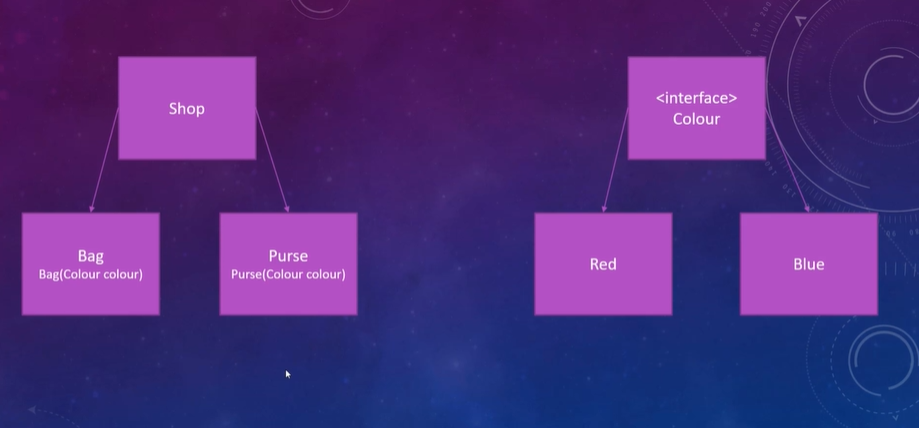 Shop
<interface>
Colour
Bag
Bag(Colour colour)
Purse
Purse(Colour colour)
Red
Blue